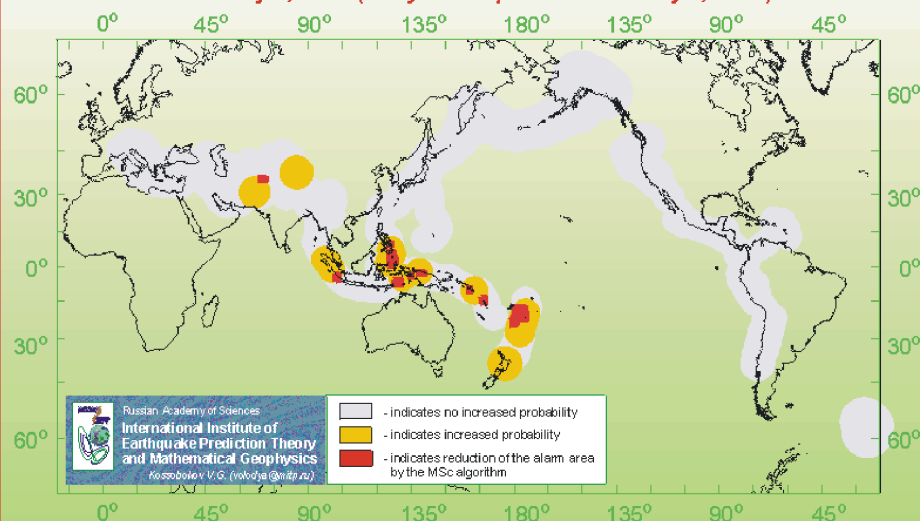 0° 45° 90° 135° 180° 135° 90° 45°
60° 60°
30° 30°
0° 0°
30° 30°
60° 60°
Russian Academy of Sciences
International Institute of
Earthquake Prediction Theory
and Mathematical Geophysics
Kossobokov V.G. (volodya@mitp.ru)
- indicates no increased probability
- indicates increased probability
- indicates reduction of the alarm area
by the MSc algorithm
0° 45° 90° 135° 180° 135° 90° 45°